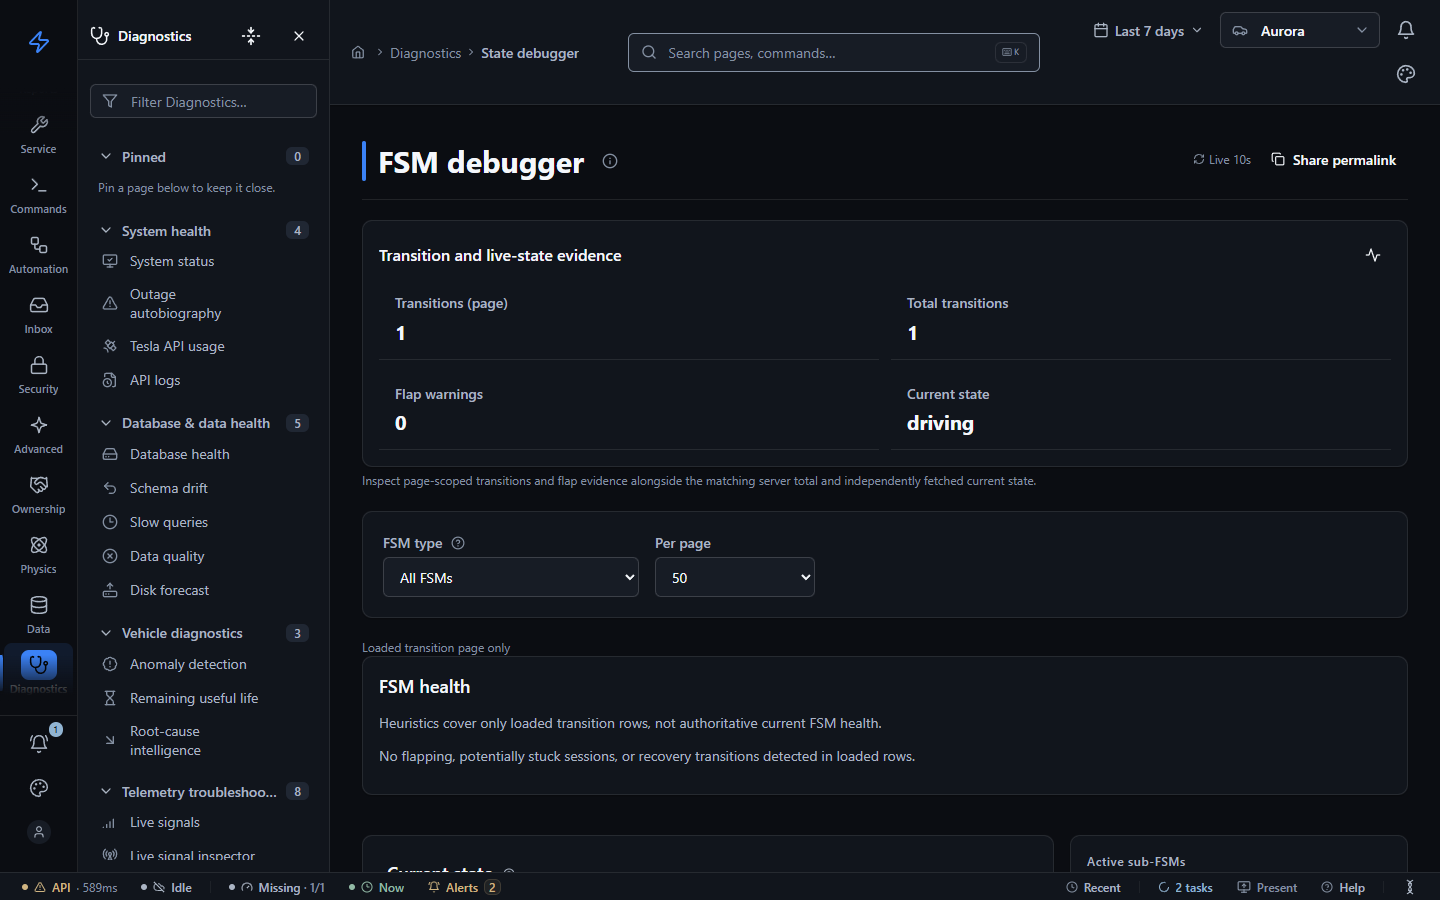 Service
Commands
Automation
Inbox
Security
Advanced
Ownership
Physics
Data
Diagnostics
1
Diagnostics
Filter Diagnostics...
Pinned 0
Pin a page below to keep it close.
System health 4
System status
Outage
autobiography
Tesla API usage
API logs
Database & data health 5
Database health
Schema drift
Slow queries
Data quality
Disk forecast
Vehicle diagnostics 3
Anomaly detection
Remaining useful life
Root-cause
intelligence
Telemetry troubleshoo... 8
Live signals
Live signal inspector
Diagnostics > State debugger
Search pages, commands... K
Last 7 days
Aurora
FSM debugger
Live 10s
Share permalink
Transition and live-state evidence
Transitions (page)
1
Total transitions
1
Flap warnings
0
Current state
driving
Inspect page-scoped transitions and flap evidence alongside the matching server total and independently fetched current state.
FSM type
All FSMs
Per page
50
Loaded transition page only
FSM health
Heuristics cover only loaded transition rows, not authoritative current FSM health.
No flapping, potentially stuck sessions, or recovery transitions detected in loaded rows.
Current state
Active sub-FSMs
API · 589ms
Idle
Missing · 1/1
Now
Alerts 2
Recent
2 tasks
Present
Help